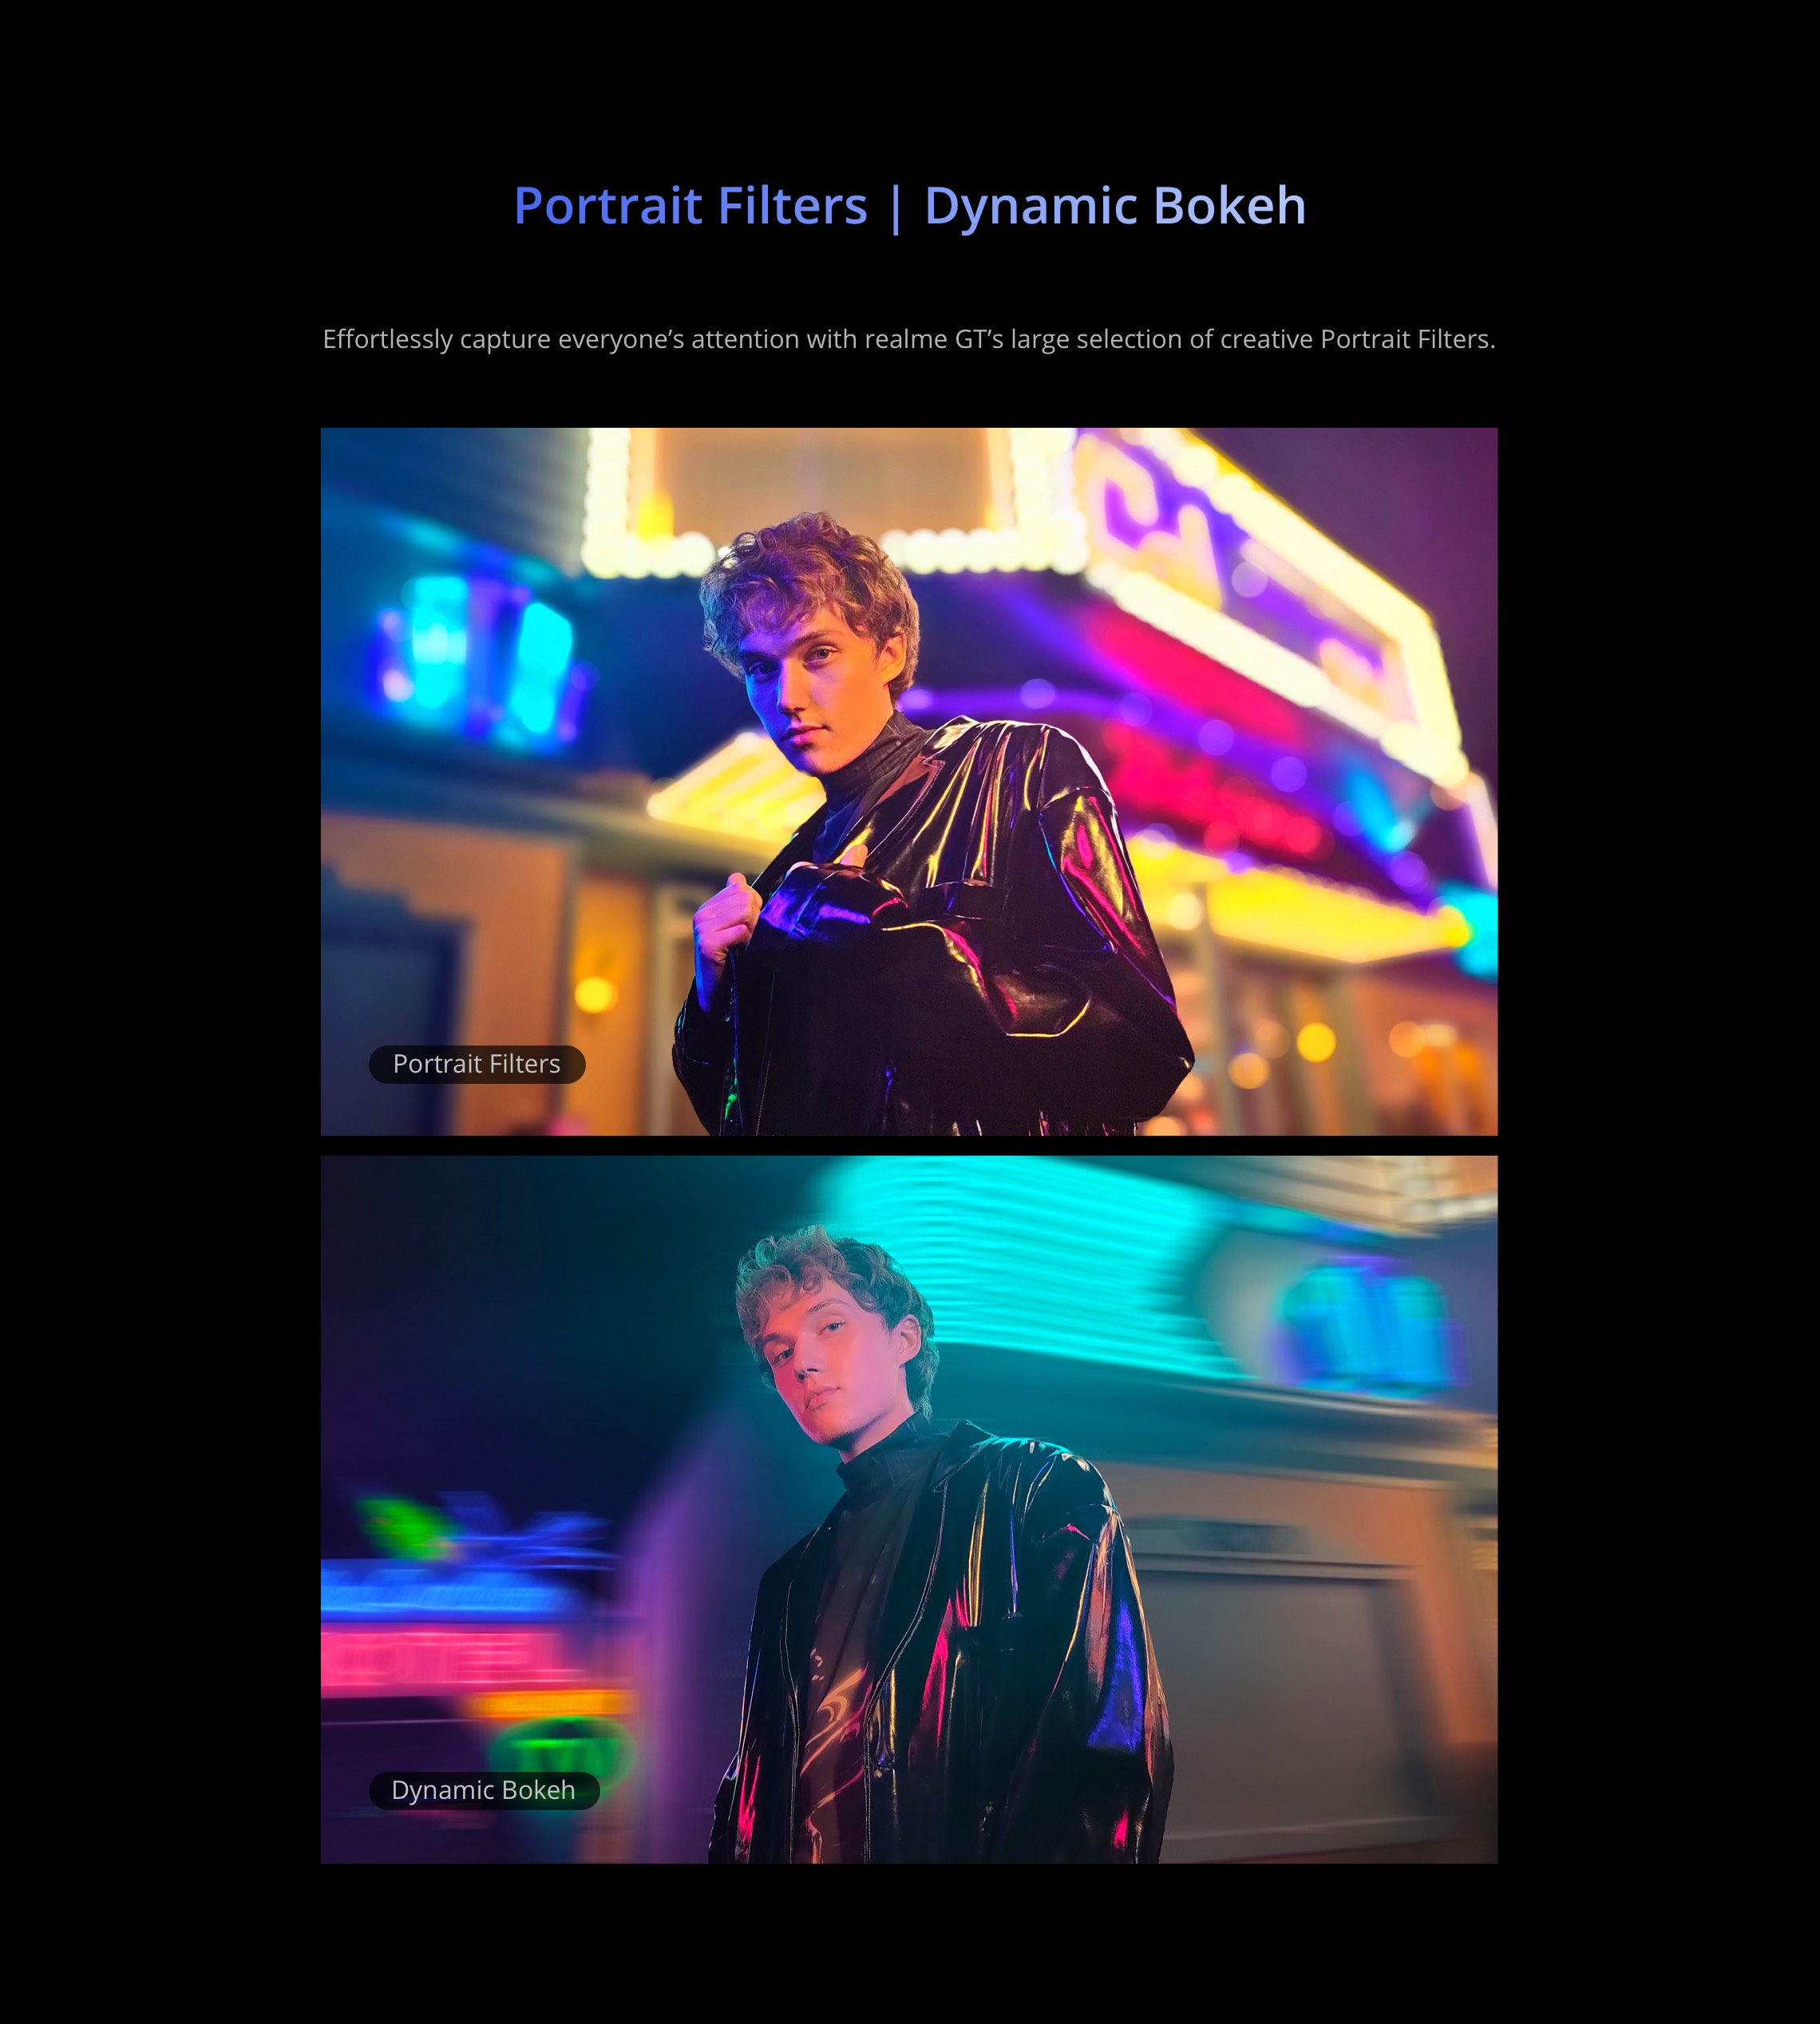 Portrait Filters | Dynamic Bokeh
Effortlessly capture everyone’s attention with realme GT’s large selection of creative Portrait Filters.
Portrait Filters
Dynamic Bokeh